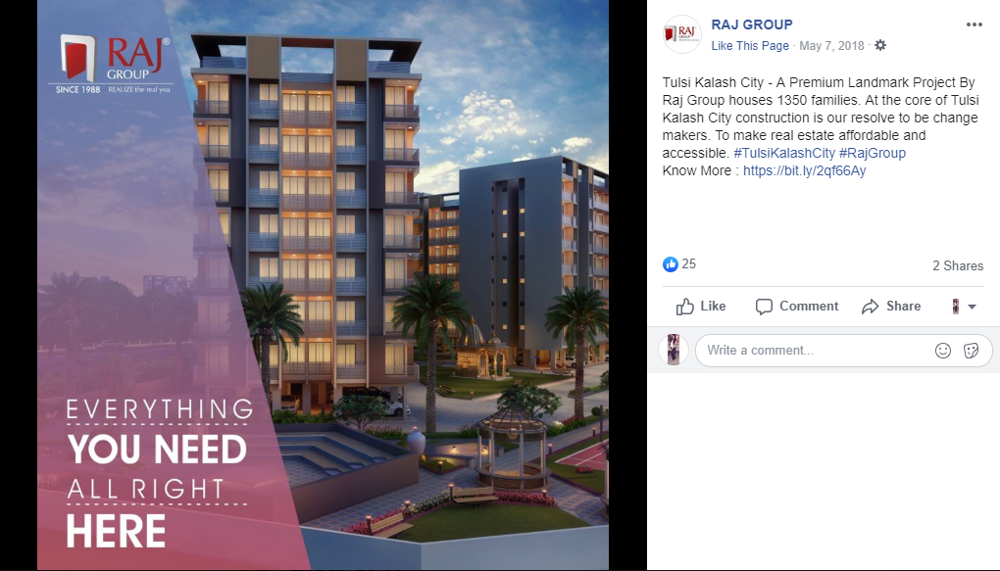 RAJ®
GROUP
SINCE 1988 REALIZE the real you
EVERYTHING
YOU NEED
ALL RIGHT
HERE
RAJ GROUP
Like This Page · May 7, 2018 ·
Tulsi Kalash City - A Premium Landmark Project By
Raj Group houses 1350 families. At the core of Tulsi
Kalash City construction is our resolve to be change
makers. To make real estate affordable and
accessible. #TulsiKalashCity #RajGroup
Know More : https://bit.ly/2qf66Ay
25
2 Shares
Like Comment Share
Write a comment...